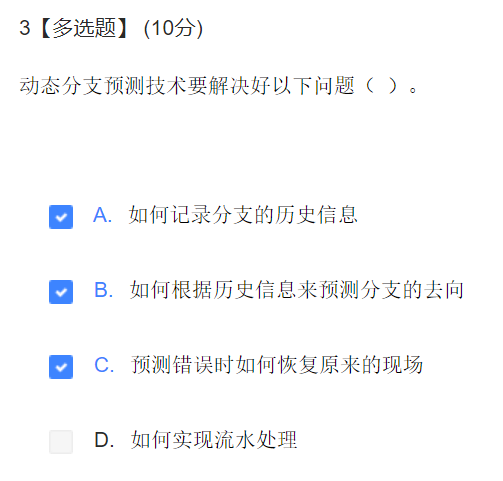 3【多选题】 (10分)
动态分支预测技术要解决好以下问题（ ）。
A. 如何记录分支的历史信息
B. 如何根据历史信息来预测分支的去向
C. 预测错误时如何恢复原来的现场
D. 如何实现流水处理